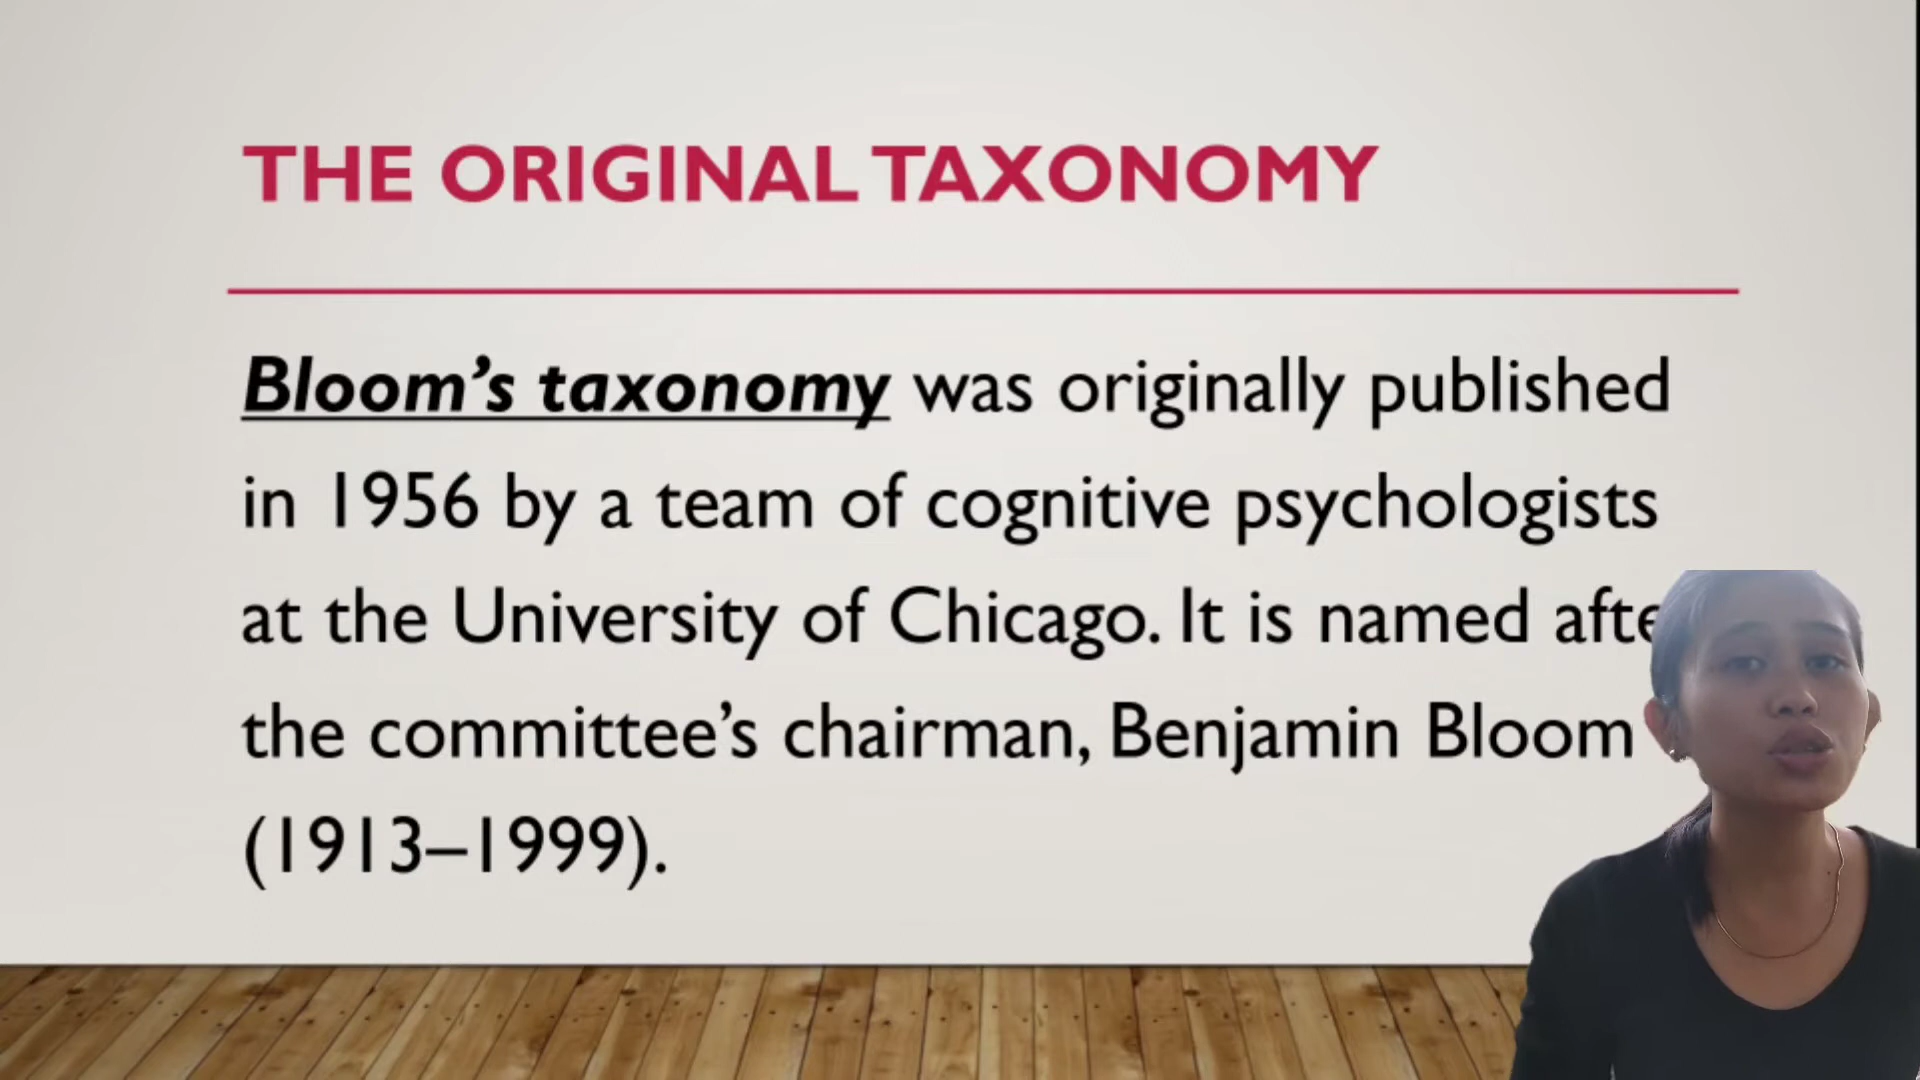 THE ORIGINAL TAXONOMY
Bloom’s taxonomy was originally published
in 1956 by a team of cognitive psychologists
at the University of Chicago. It is named afte
the committee’s chairman, Benjamin Bloom
(1913–1999).